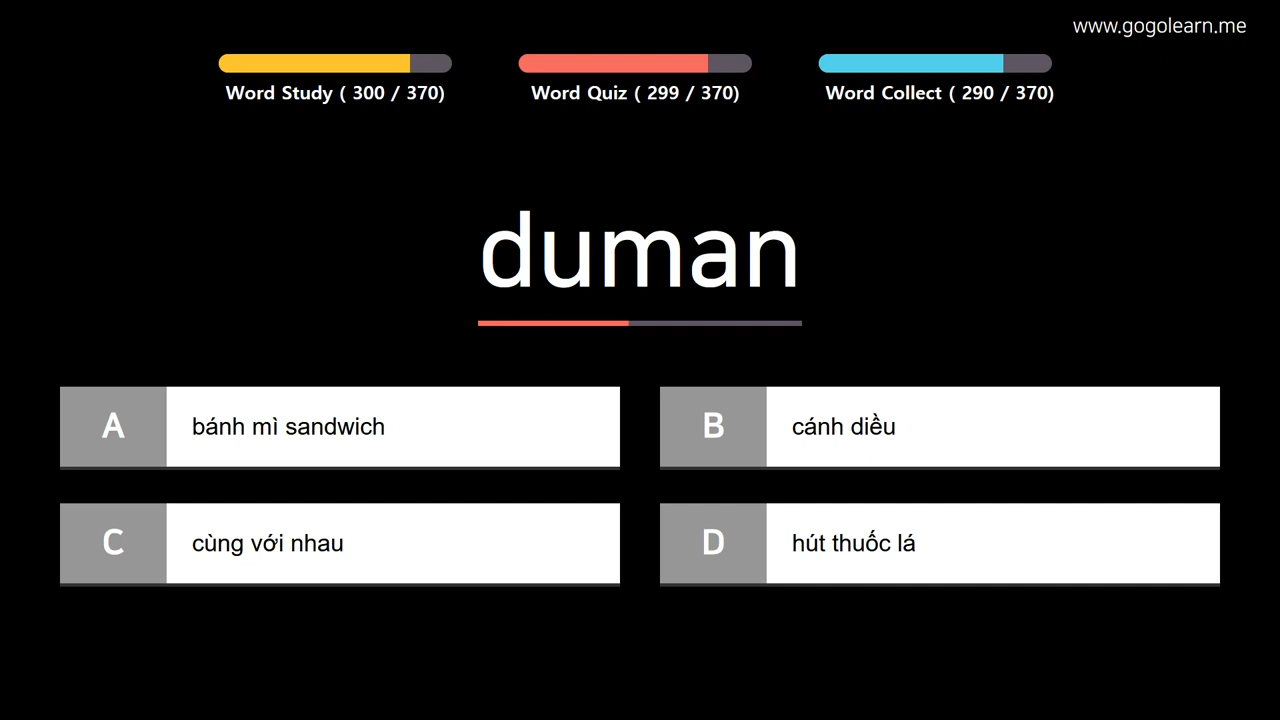 www.gogolearn.me
Word Study ( 300 / 370)
Word Quiz ( 299 / 370)
Word Collect ( 290 / 370)
duman
A
bánh mì sandwich
B
cánh diều
C
cùng với nhau
D
hút thuốc lá